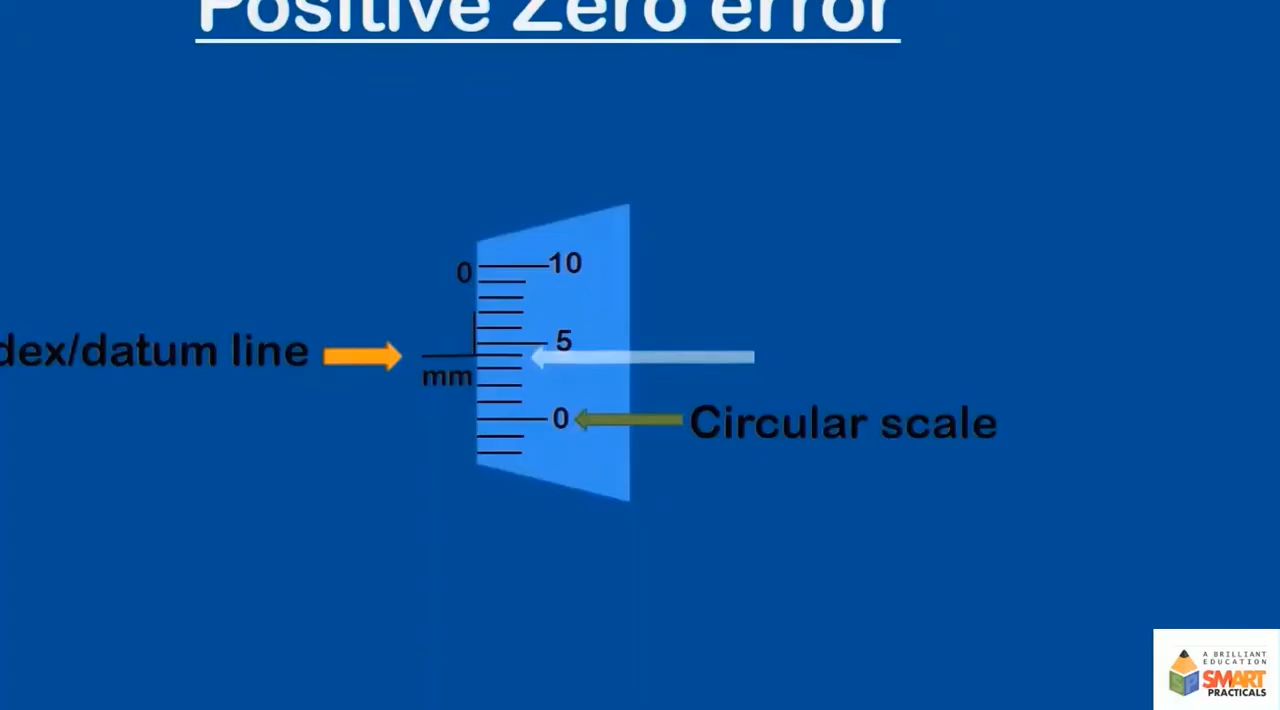 Positive Zero error
10
0
dex/datum line
5
mm
0
Circular scale
A BRILLIANT
EDUCATION
SMART
PRACTICALS